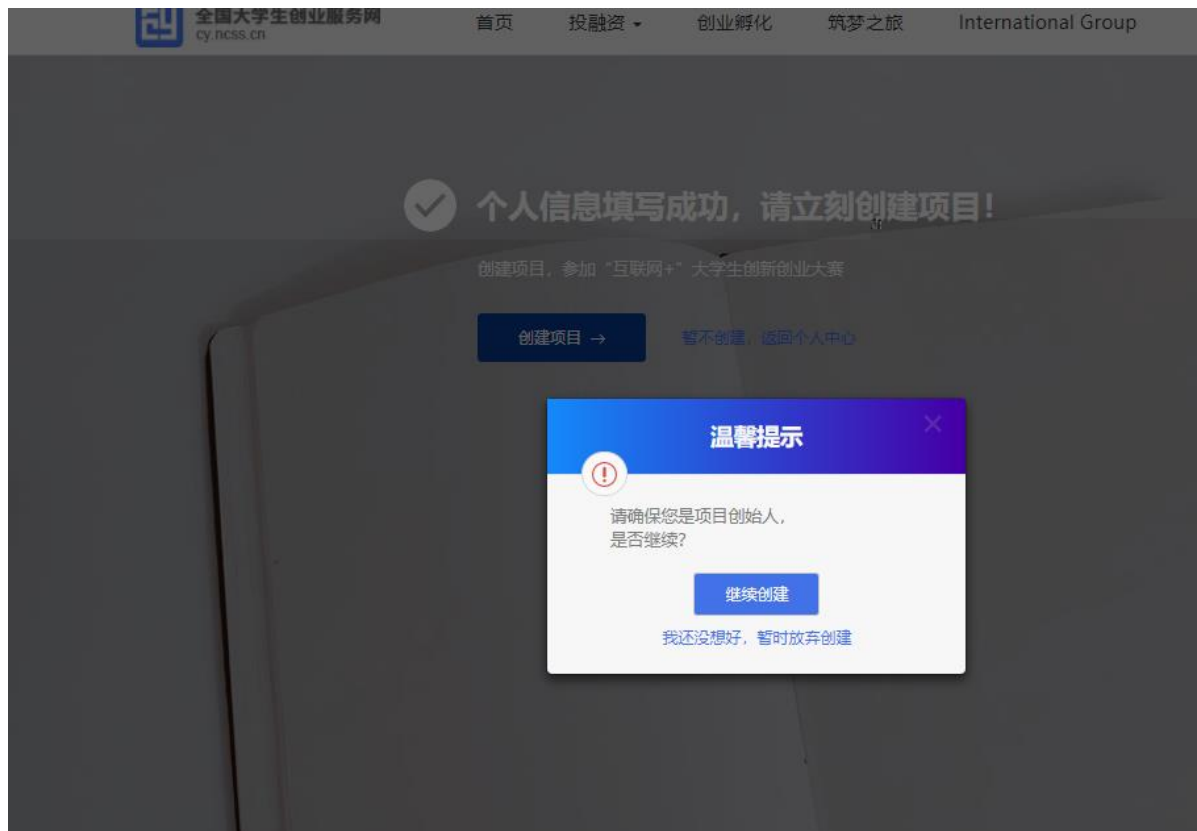 全国大学生创业服务网
cy.ncss.cn
首页 投融资 创业孵化 筑梦之旅 International Group
个人信息填写成功，请立刻创建项目！
创建项目，参加“互联网+”大学生创新创业大赛
创建项目 → 暂不创建，返回个人中心
温馨提示
请确保您是项目创始人，
是否继续?
继续创建
我还没想好，暂时放弃创建